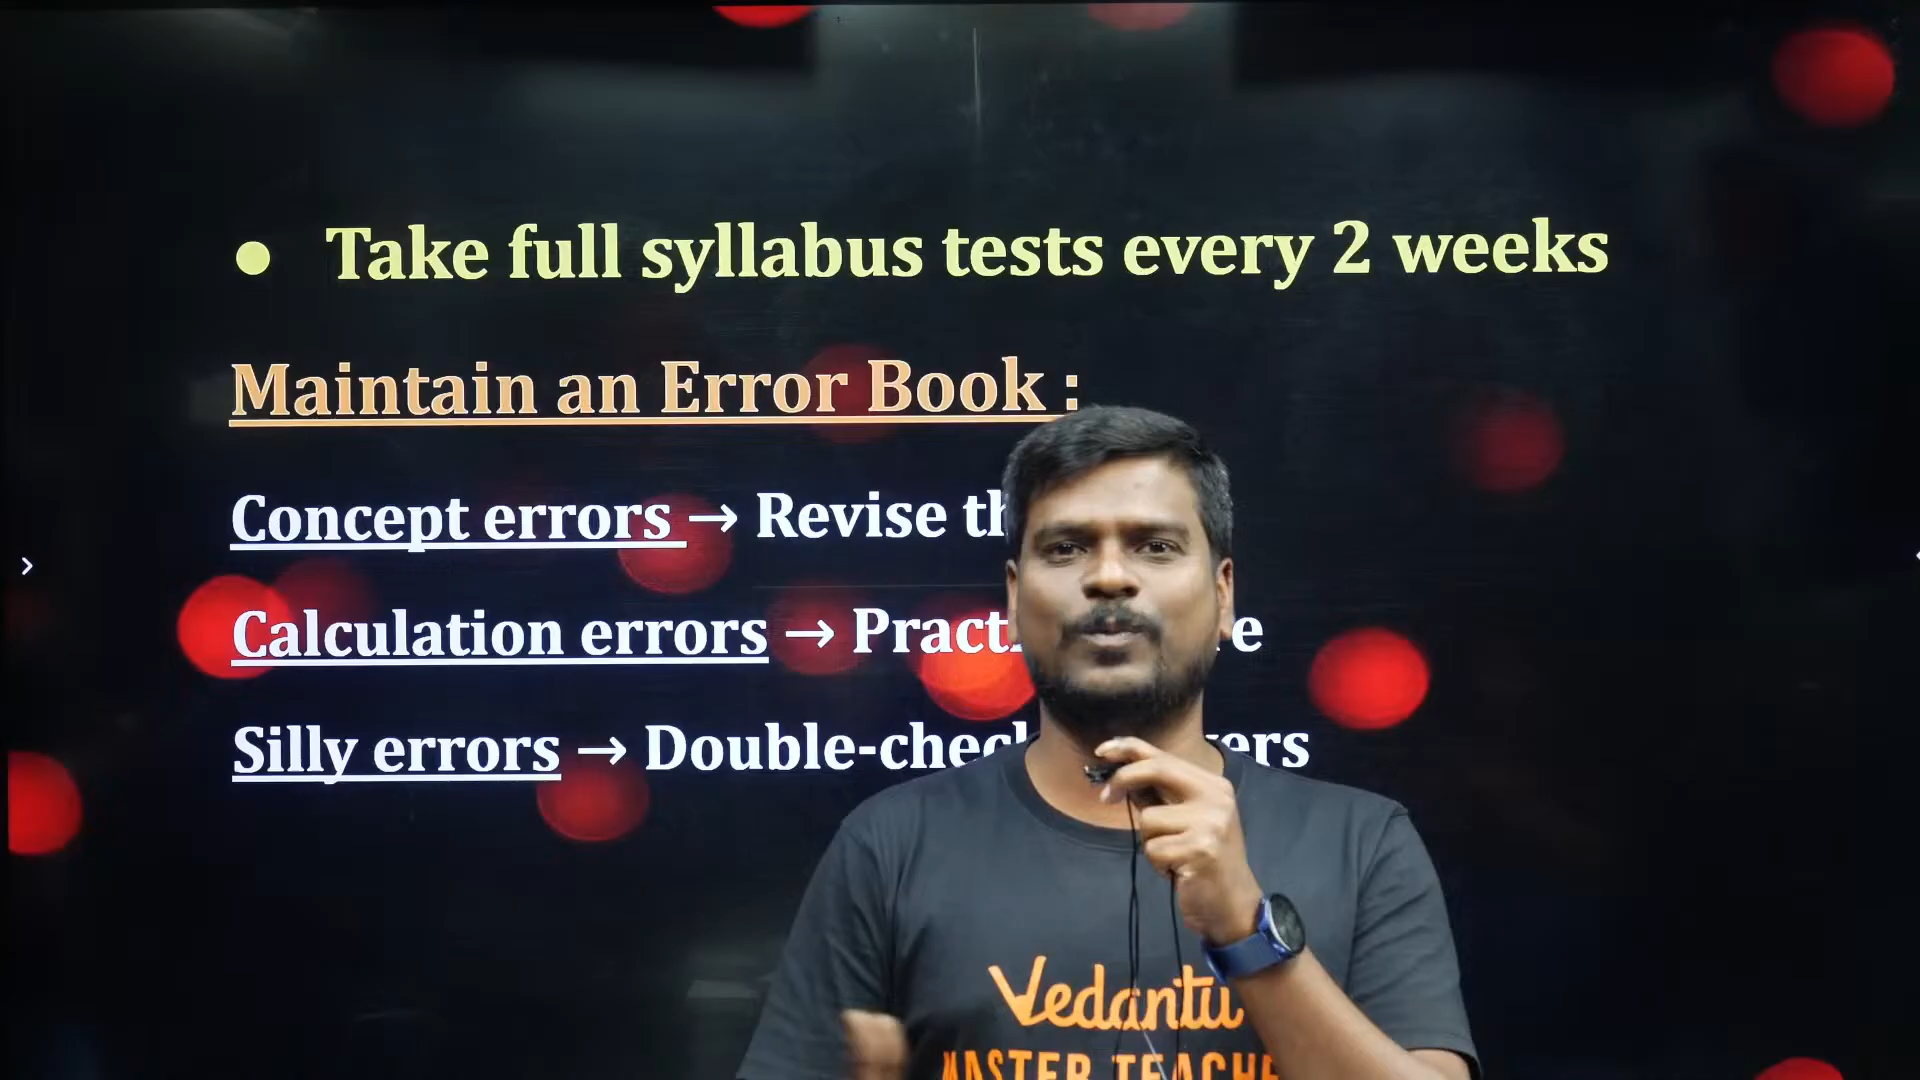 ● Take full syllabus tests every 2 weeks
Maintain an Error Book :
Concept errors → Revise
Calculation errors →
Silly errors →
Vedantu
MASTER